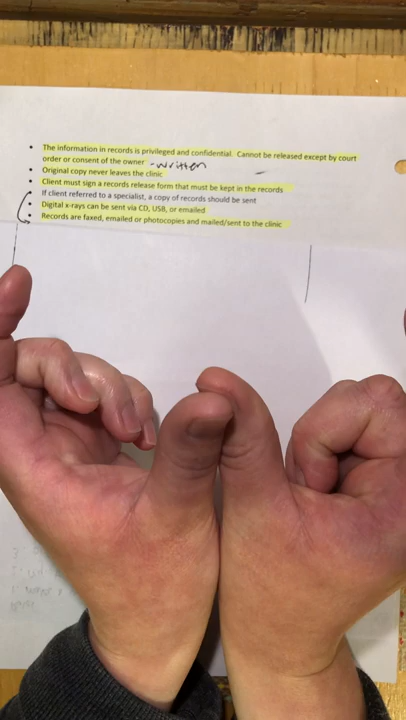 • The information in records is privileged and confidential. Cannot be released except by court
order or consent of the owner - written
• Original copy never leaves the clinic
• Client must sign a records release form that must be kept in the records
• If client referred to a specialist, a copy of records should be sent
• Digital x-rays can be sent via CD, USB, or emailed
• Records are faxed, emailed or photocopies and mailed/sent to the clinic